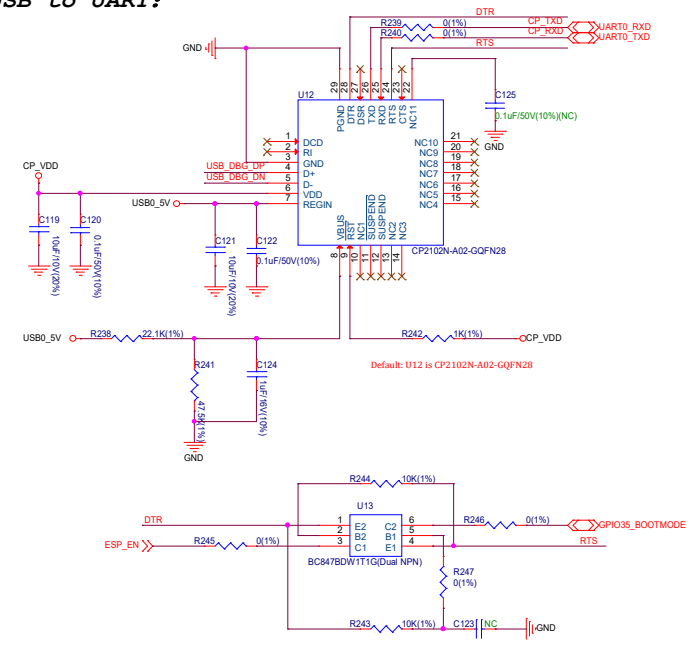 USB to UART:
DTR
R239 0(1%) CP_TXD UART0_RXD
R240 0(1%) CP_RXD UART0_TXD
RTS
GND
29 28 27 26 25 24 23 22
U12
PGND DTR DSR TXD RXD RTS CTS NC11
C125
0.1uF/50V(10%)(NC)
GND
1 DCD NC10 21
2 RI NC9 20
3 GND NC8 19
USB_DBG_DP 4 D+ NC7 18
USB_DBG_DN 5 D- NC6 17
6 VDD NC5 16
USB0_5V 7 REGIN NC4 15
CP_VDD
C119
10uF/10V(20%)
C120
0.1uF/50V(10%)
C121
10uF/10V(20%)
C122
0.1uF/50V(10%)
VBUS RST NC1 SUSPEND SUSPEND NC2 NC3
8 9 10 11 12 13 14
CP2102N-A02-GQFN28
USB0_5V R238 22.1K(1%)
R242 1K(1%) CP_VDD
R241
47.5K(1%)
C124
1uF/16V(10%)
GND
Default: U12 is CP2102N-A02-GQFN28
R244 10K(1%)
U13
DTR 1 E2 C2 6 R246 0(1%) GPIO35_BOOTMODE
2 B2 B1 5
ESP_EN R245 0(1%) 3 C1 E1 4 RTS
BC847BDW1T1G(Dual NPN)
R247
0(1%)
R243 10K(1%) C123 NC GND